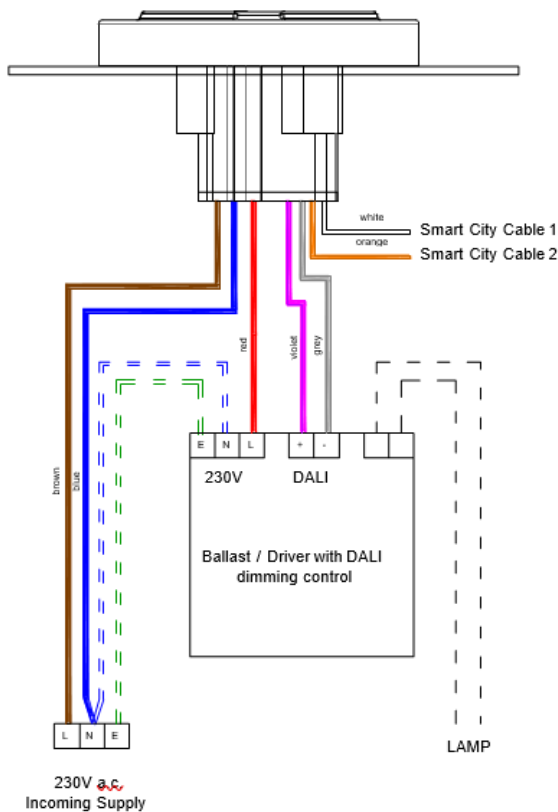 white
Smart City Cable 1
orange
Smart City Cable 2
red
violet
grey
brown
blue
E N L + -
230V DALI
Ballast / Driver with DALI
dimming control
L N E
LAMP
230V a.c.
Incoming Supply